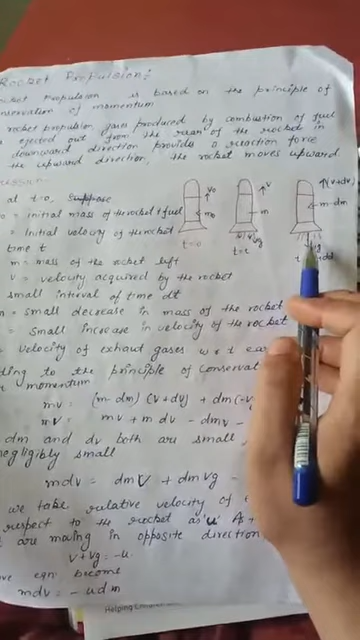 Rocket Propulsion :
Rocket Propulsion is based on the principle of
conservation of momentum
rocket propulsion gases produced by combustion of fuel
ejected out from the rear of the rocket in
downward direction provides a reaction force
the upward direction, the rocket moves upward.
at t=0, Suppose
= initial mass of the rocket + fuel
= Initial velocity of the rocket
time t
m = mass of the rocket left
v = velocity acquired by the rocket
small interval of time dt
= small decrease in mass of the rocket
= small increase in velocity of the rocket
= velocity of exhaust gases w r t
to the principle of
momentum
mv = (m-dm) (v+dv) + dm(-v
mv = mv + m dv - dmv -
dm and dv both are small
negligibly small
mdv = dmv + dmvg
we take relative velocity of
respect to the rocket as 'u'
are moving in opposite direction
v+vg = -u
eqn become
mdv = - udm
v0
m0
t=0
v
m
vg
t=t
(v+dv)
m-dm
Helping